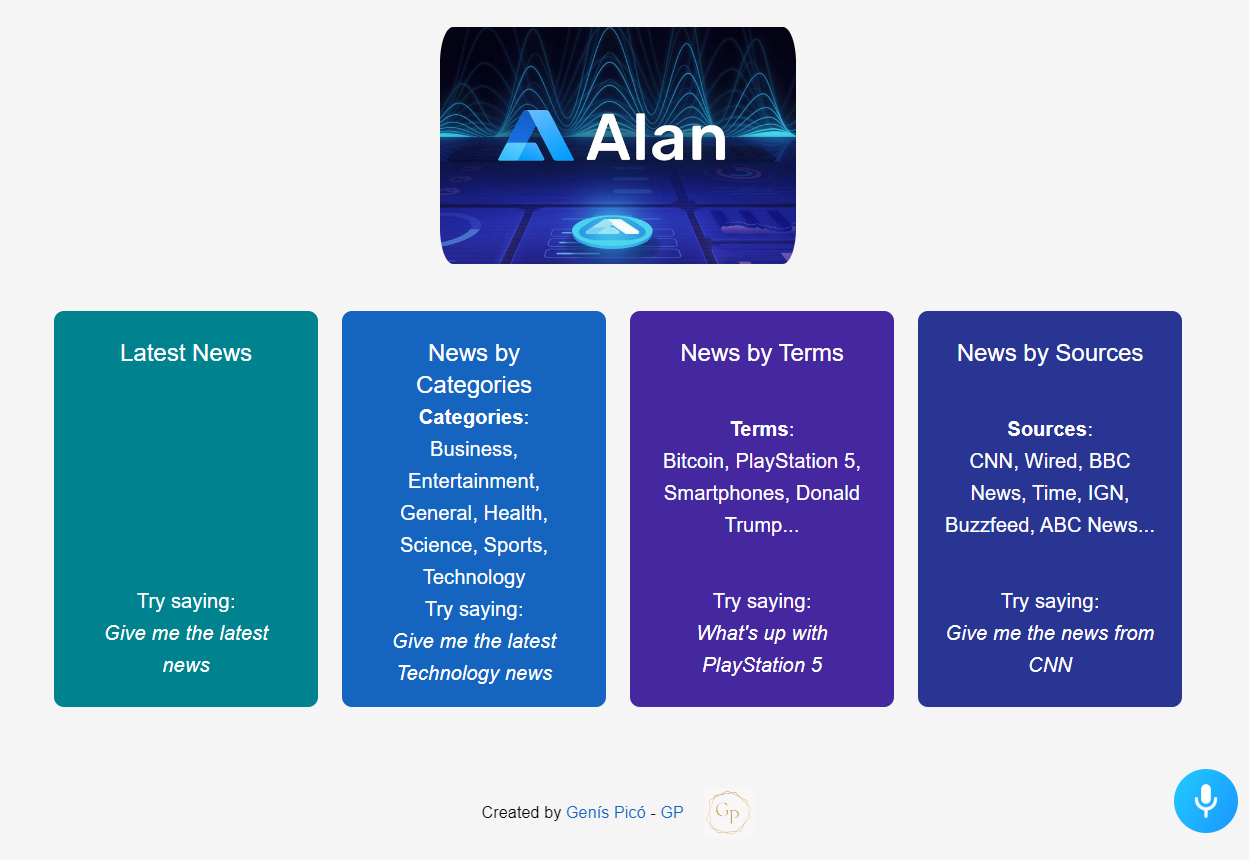 Alan
Latest News
Try saying:
Give me the latest
news
News by
Categories
Categories:
Business,
Entertainment,
General, Health,
Science, Sports,
Technology
Try saying:
Give me the latest
Technology news
News by Terms
Terms:
Bitcoin, PlayStation 5,
Smartphones, Donald
Trump...
Try saying:
What's up with
PlayStation 5
News by Sources
Sources:
CNN, Wired, BBC
News, Time, IGN,
Buzzfeed, ABC News...
Try saying:
Give me the news from
CNN
Created by Genís Picó - GP
GP